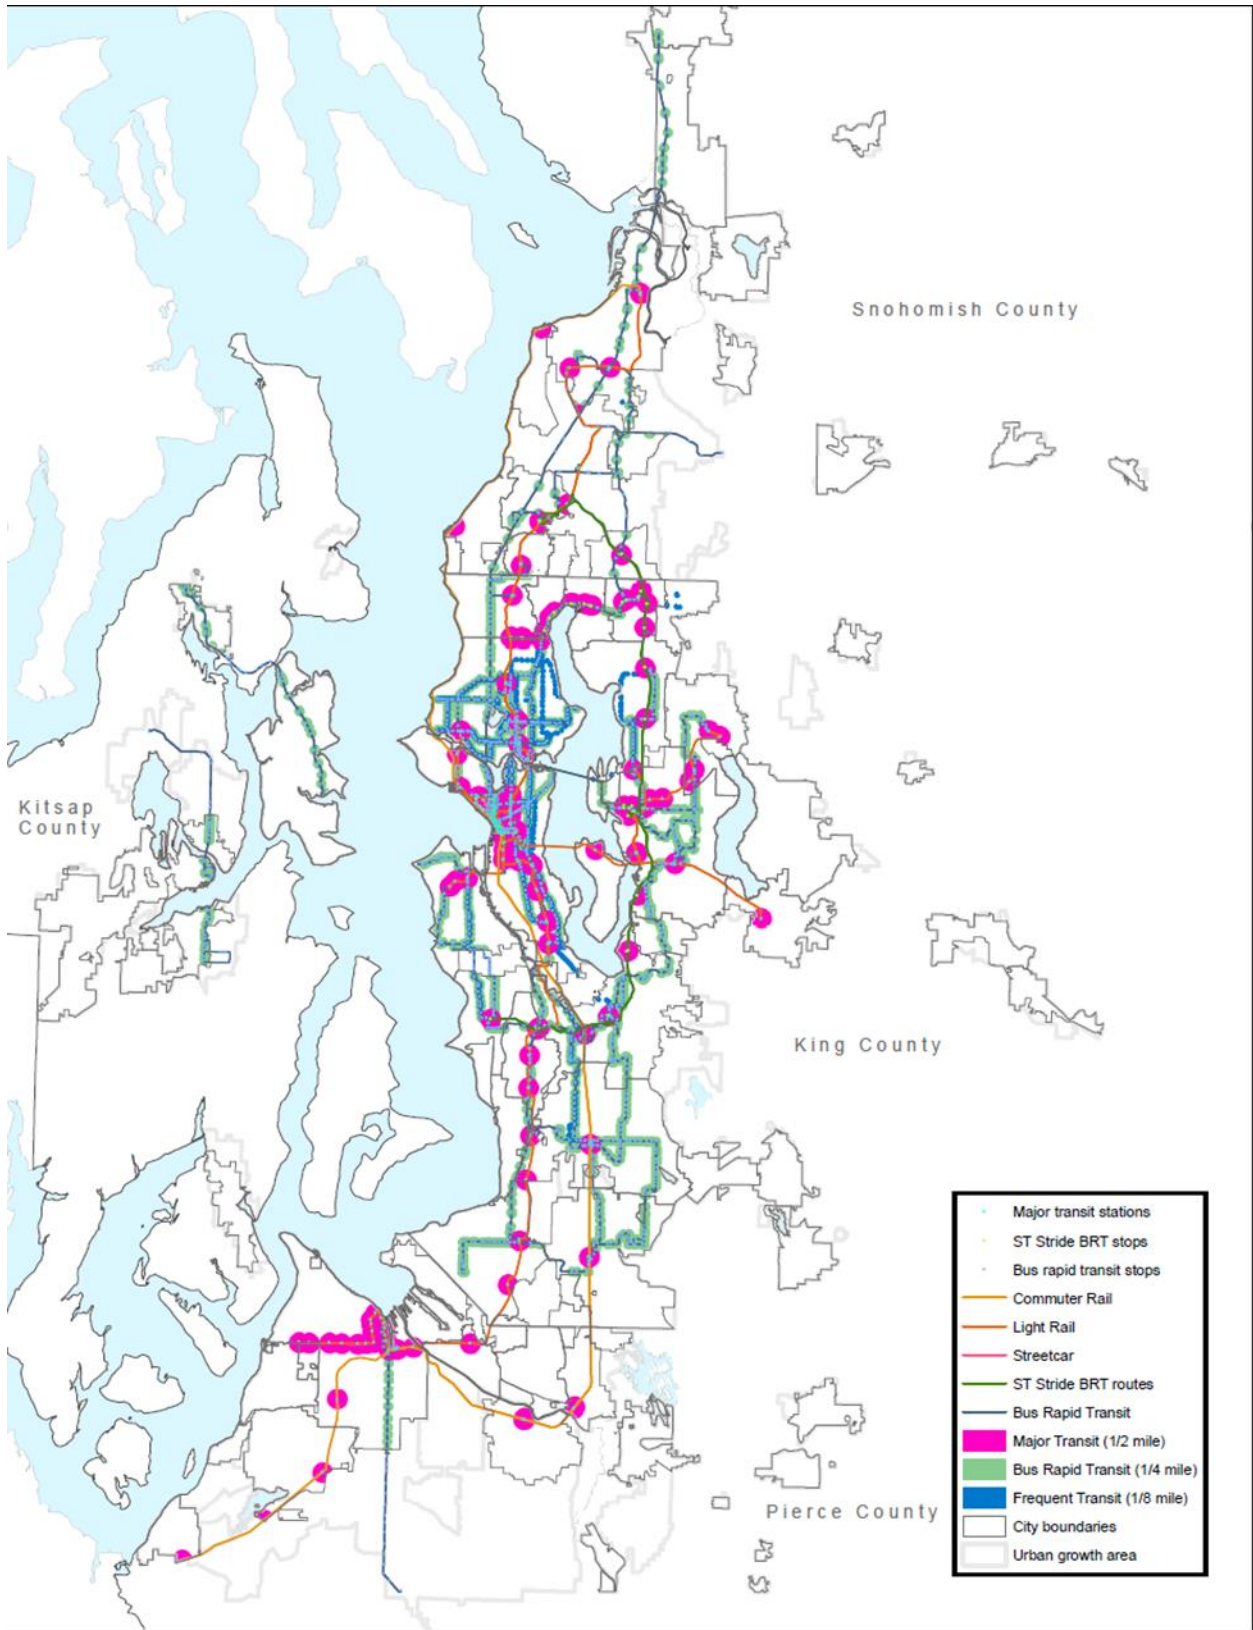 Snohomish County
Kitsap
County
King County
Major transit stations
ST Stride BRT stops
Bus rapid transit stops
Commuter Rail
Light Rail
Streetcar
ST Stride BRT routes
Bus Rapid Transit
Major Transit (1/2 mile)
Bus Rapid Transit (1/4 mile)
Frequent Transit (1/8 mile)
City boundaries
Urban growth area
Pierce County